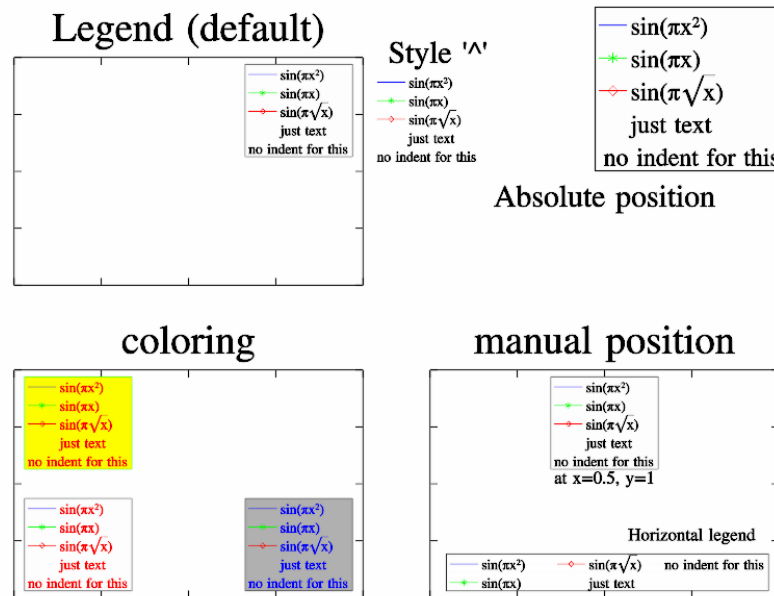 Legend (default)
sin(πx²)
sin(πx)
sin(π√x)
just text
no indent for this
Style '^'
sin(πx²)
sin(πx)
sin(π√x)
just text
no indent for this
sin(πx²)
sin(πx)
sin(π√x)
just text
no indent for this
Absolute position
coloring
sin(πx²)
sin(πx)
sin(π√x)
just text
no indent for this
sin(πx²)
sin(πx)
sin(π√x)
just text
no indent for this
sin(πx²)
sin(πx)
sin(π√x)
just text
no indent for this
manual position
sin(πx²)
sin(πx)
sin(π√x)
just text
no indent for this
at x=0.5, y=1
Horizontal legend
sin(πx²) sin(π√x) no indent for this
sin(πx) just text